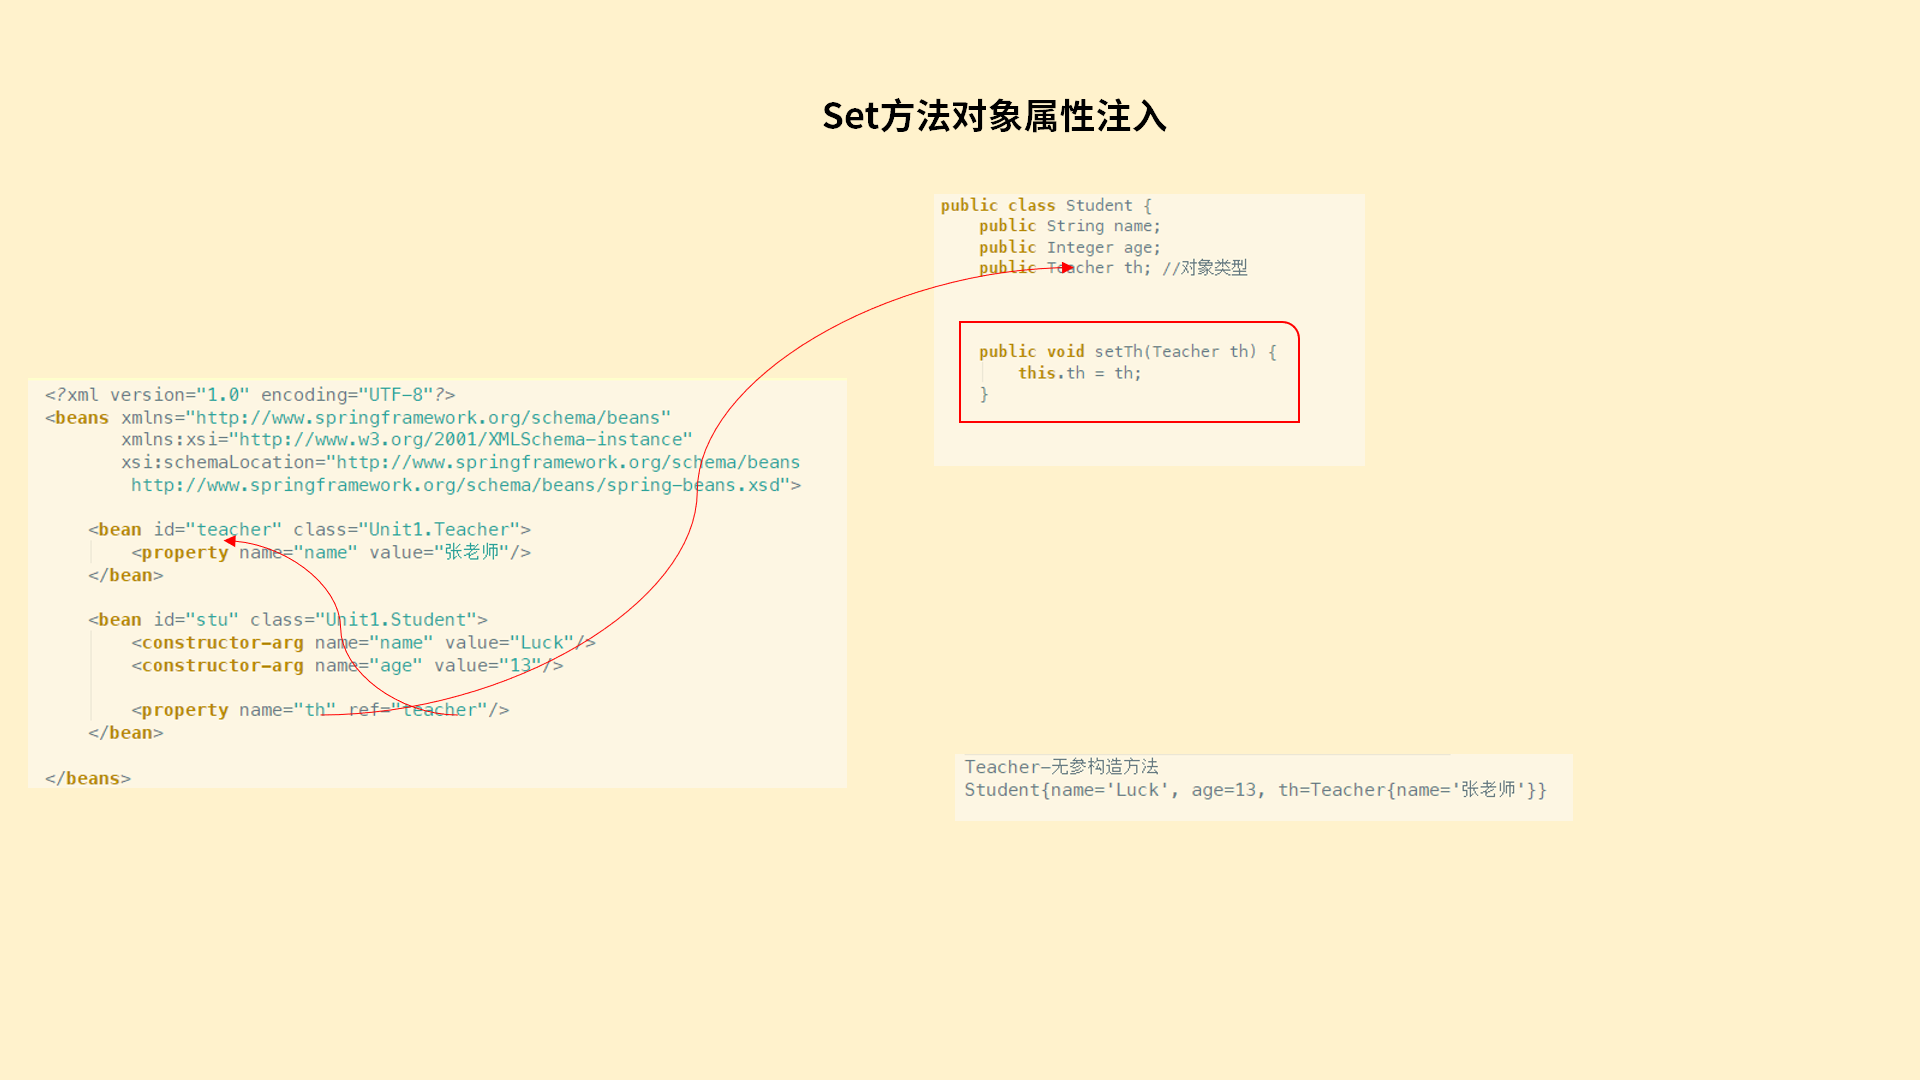 Set方法对象属性注入
public class Student {
    public String name;
    public Integer age;
    public Teacher th; //对象类型
    public void setTh(Teacher th) {
        this.th = th;
    }
<?xml version="1.0" encoding="UTF-8"?>
<beans xmlns="http://www.springframework.org/schema/beans"
       xmlns:xsi="http://www.w3.org/2001/XMLSchema-instance"
       xsi:schemaLocation="http://www.springframework.org/schema/beans
        http://www.springframework.org/schema/beans/spring-beans.xsd">
    <bean id="teacher" class="Unit1.Teacher">
        <property name="name" value="张老师"/>
    </bean>
    <bean id="stu" class="Unit1.Student">
        <constructor-arg name="name" value="Luck"/>
        <constructor-arg name="age" value="13"/>
        <property name="th" ref="teacher"/>
    </bean>
</beans>
Teacher-无参构造方法
Student{name='Luck', age=13, th=Teacher{name='张老师'}}